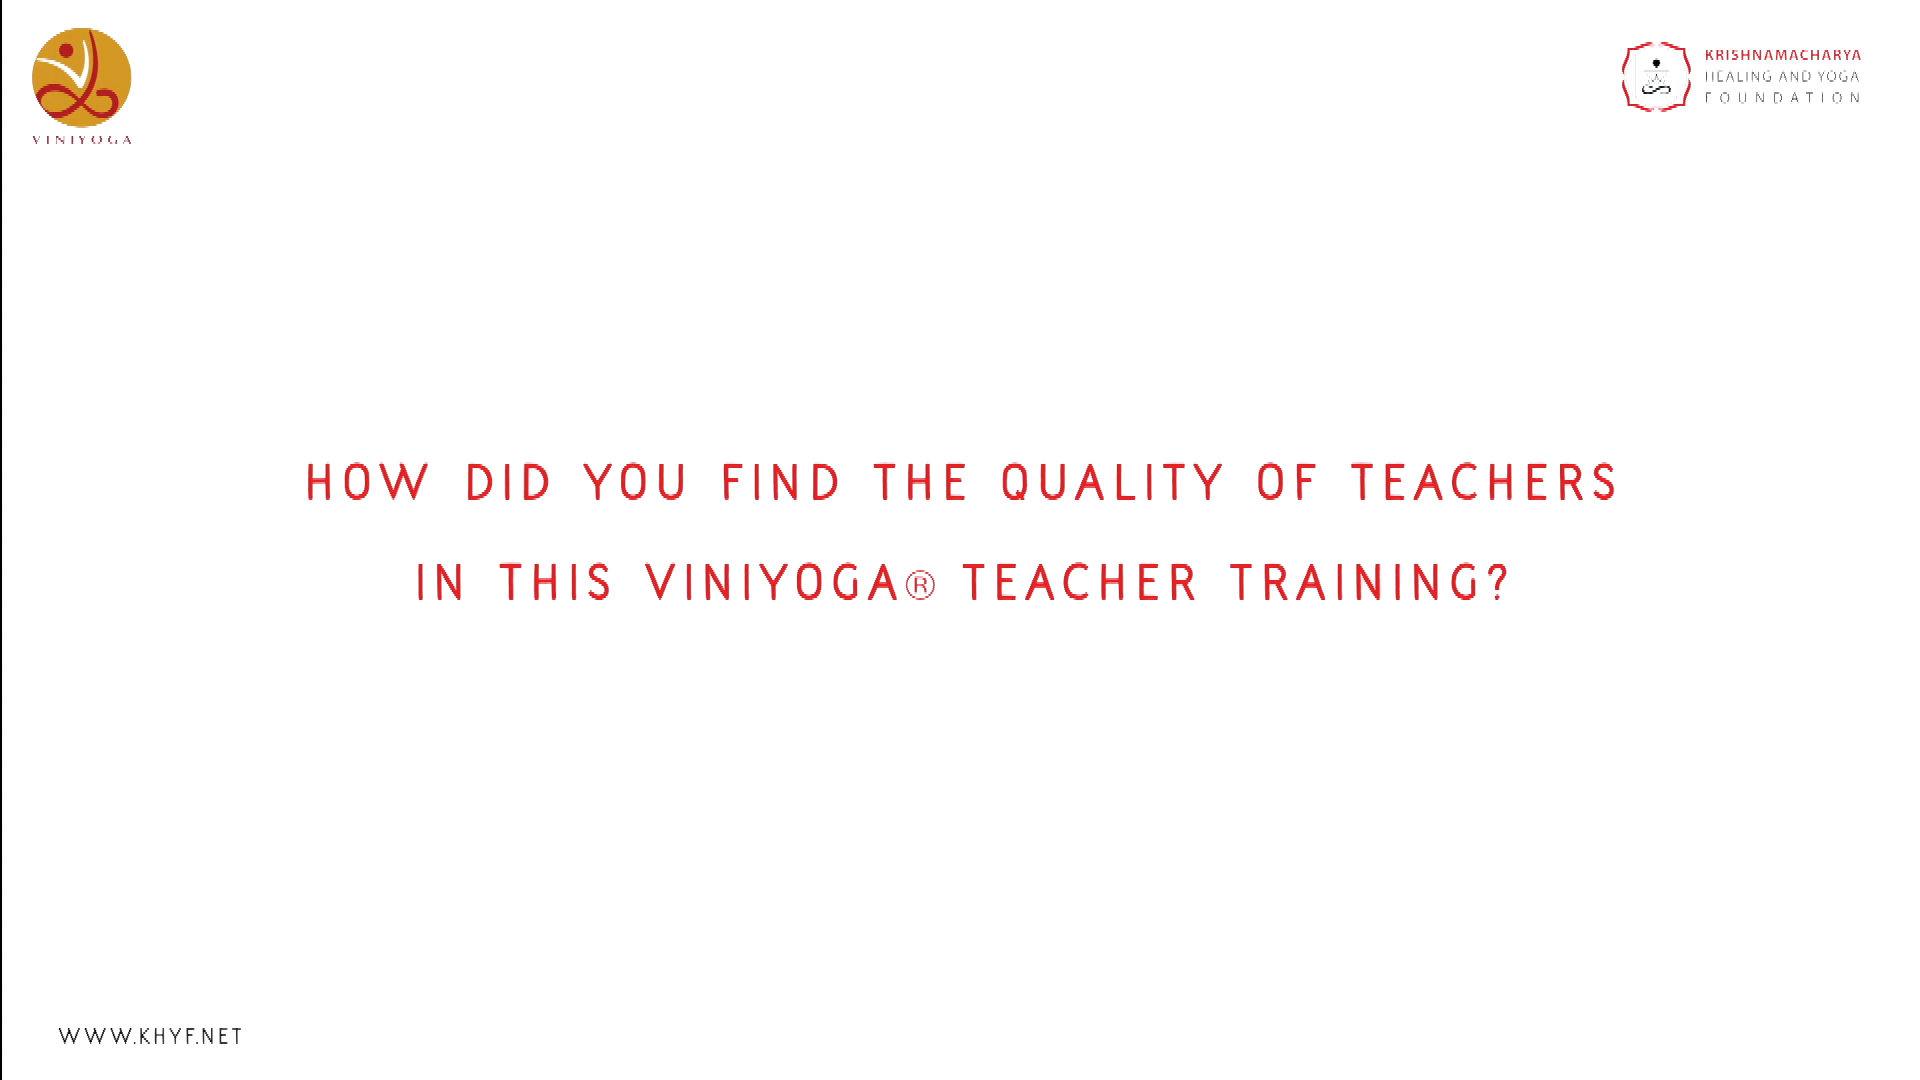 VINIYOGA
KRISHNAMACHARYA
HEALING AND YOGA
FOUNDATION
HOW DID YOU FIND THE QUALITY OF TEACHERS
IN THIS VINIYOGA® TEACHER TRAINING?
WWW.KHYF.NET